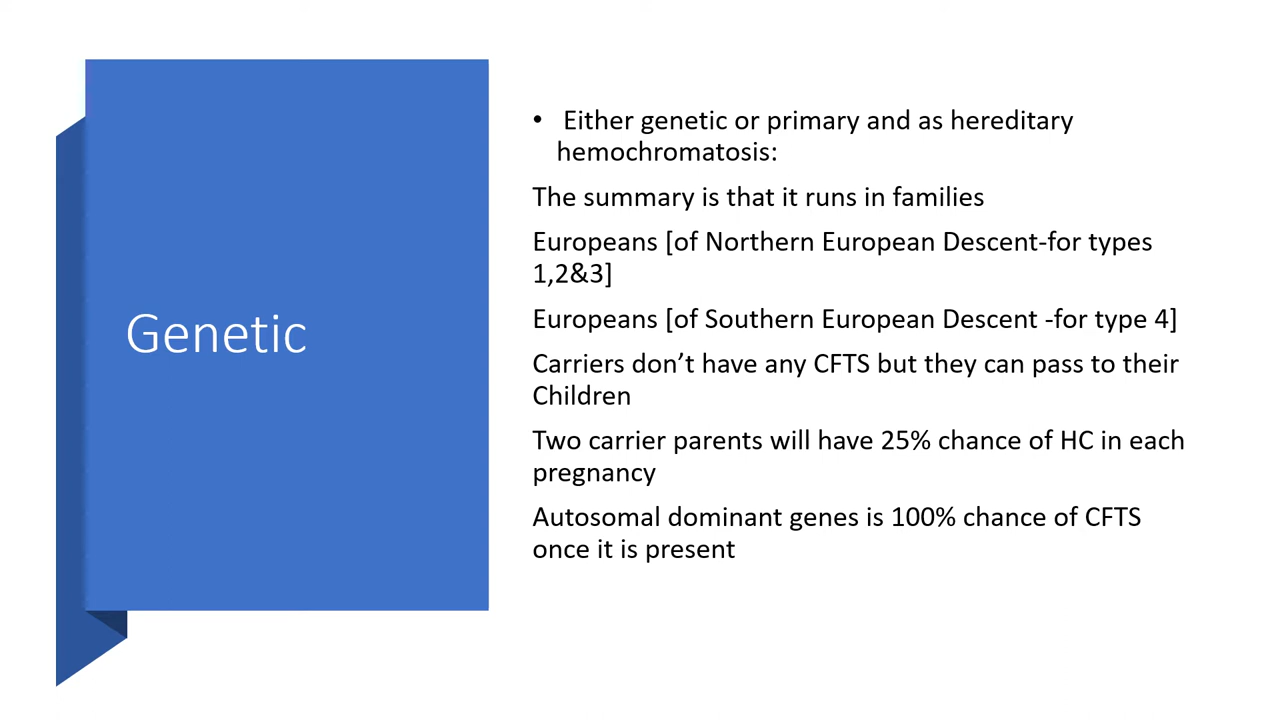 Genetic
• Either genetic or primary and as hereditary
hemochromatosis:
The summary is that it runs in families
Europeans [of Northern European Descent-for types
1,2&3]
Europeans [of Southern European Descent -for type 4]
Carriers don’t have any CFTS but they can pass to their
Children
Two carrier parents will have 25% chance of HC in each
pregnancy
Autosomal dominant genes is 100% chance of CFTS
once it is present